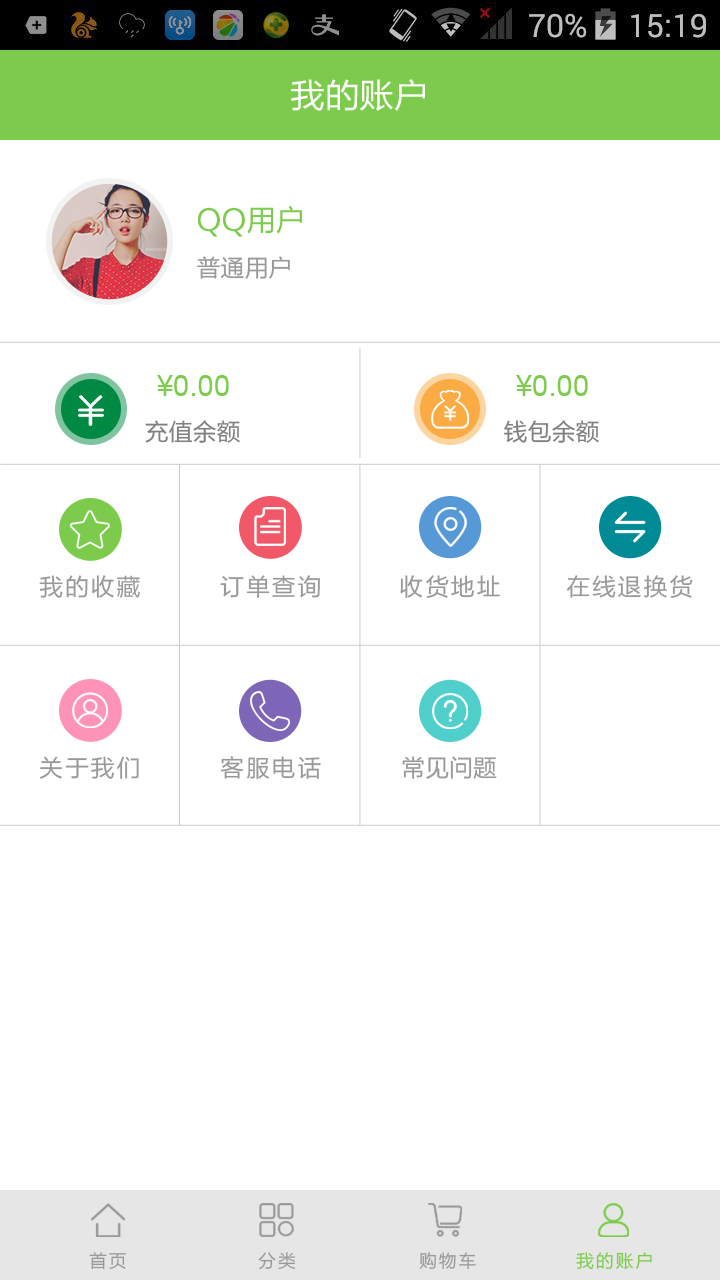 70% 15:19
我的账户
QQ用户
普通用户
¥0.00
充值余额
¥0.00
钱包余额
我的收藏
订单查询
收货地址
在线退换货
关于我们
客服电话
常见问题
首页
分类
购物车
我的账户